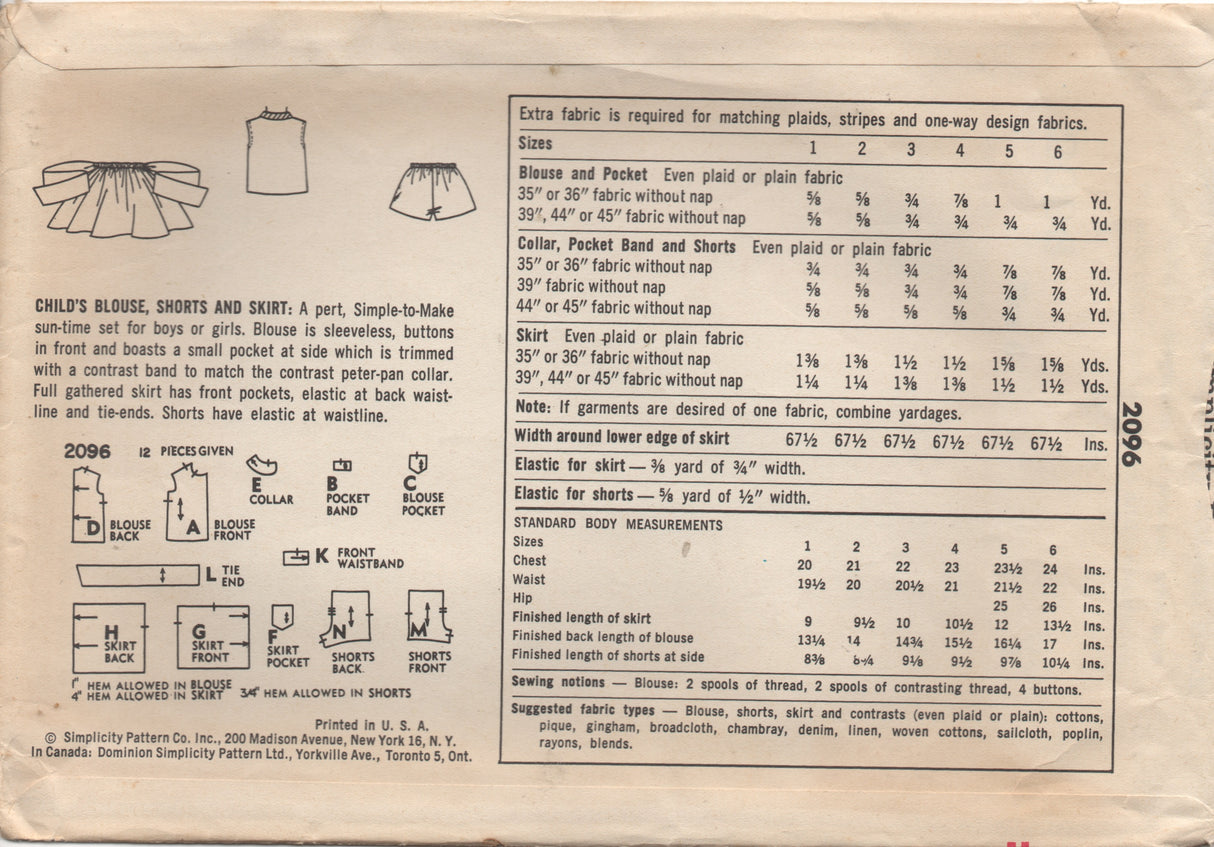 CHILD'S BLOUSE, SHORTS AND SKIRT: A pert, Simple-to-Make
sun-time set for boys or girls. Blouse is sleeveless, buttons
in front and boasts a small pocket at side which is trimmed
with a contrast band to match the contrast peter-pan collar.
Full gathered skirt has front pockets, elastic at back waist-
line and tie-ends. Shorts have elastic at waistline.
2096 12 PIECES GIVEN
D BLOUSE BACK
A BLOUSE FRONT
E COLLAR
B POCKET BAND
C BLOUSE POCKET
K FRONT WAISTBAND
L TIE END
H SKIRT BACK
G SKIRT FRONT
F SKIRT POCKET
N SHORTS BACK
M SHORTS FRONT
1" HEM ALLOWED IN BLOUSE
4" HEM ALLOWED IN SKIRT 3/4" HEM ALLOWED IN SHORTS
Printed in U. S. A.
© Simplicity Pattern Co. Inc., 200 Madison Avenue, New York 16, N. Y.
In Canada: Dominion Simplicity Pattern Ltd., Yorkville Ave., Toronto 5, Ont.
Extra fabric is required for matching plaids, stripes and one-way design fabrics.
Sizes 1 2 3 4 5 6
Blouse and Pocket Even plaid or plain fabric
35" or 36" fabric without nap ⅝ ⅝ ¾ ⅞ 1 1 Yd.
39", 44" or 45" fabric without nap ⅝ ⅝ ¾ ¾ ¾ ¾ Yd.
Collar, Pocket Band and Shorts Even plaid or plain fabric
35" or 36" fabric without nap ¾ ¾ ¾ ¾ ⅞ ⅞ Yd.
39" fabric without nap ⅝ ⅝ ¾ ¾ ⅞ ⅞ Yd.
44" or 45" fabric without nap ⅝ ⅝ ⅝ ⅝ ¾ ¾ Yd.
Skirt Even plaid or plain fabric
35" or 36" fabric without nap 1⅜ 1⅜ 1½ 1½ 1⅝ 1⅝ Yds.
39", 44" or 45" fabric without nap 1¼ 1¼ 1⅜ 1⅜ 1½ 1½ Yds.
Note: If garments are desired of one fabric, combine yardages.
Width around lower edge of skirt 67½ 67½ 67½ 67½ 67½ 67½ Ins.
Elastic for skirt — ⅜ yard of ¾" width.
Elastic for shorts — ⅝ yard of ½" width.
STANDARD BODY MEASUREMENTS
Sizes 1 2 3 4 5 6
Chest 20 21 22 23 23½ 24 Ins.
Waist 19½ 20 20½ 21 21½ 22 Ins.
Hip 25 26 Ins.
Finished length of skirt 9 9½ 10 10½ 12 13½ Ins.
Finished back length of blouse 13¼ 14 14¾ 15½ 16¼ 17 Ins.
Finished length of shorts at side 8⅜ 9⅛ 9½ 9⅞ 10¼ Ins.
Sewing notions — Blouse: 2 spools of thread, 2 spools of contrasting thread, 4 buttons.
Suggested fabric types — Blouse, shorts, skirt and contrasts (even plaid or plain): cottons,
pique, gingham, broadcloth, chambray, denim, linen, woven cottons, sailcloth, poplin,
rayons, blends.
2096